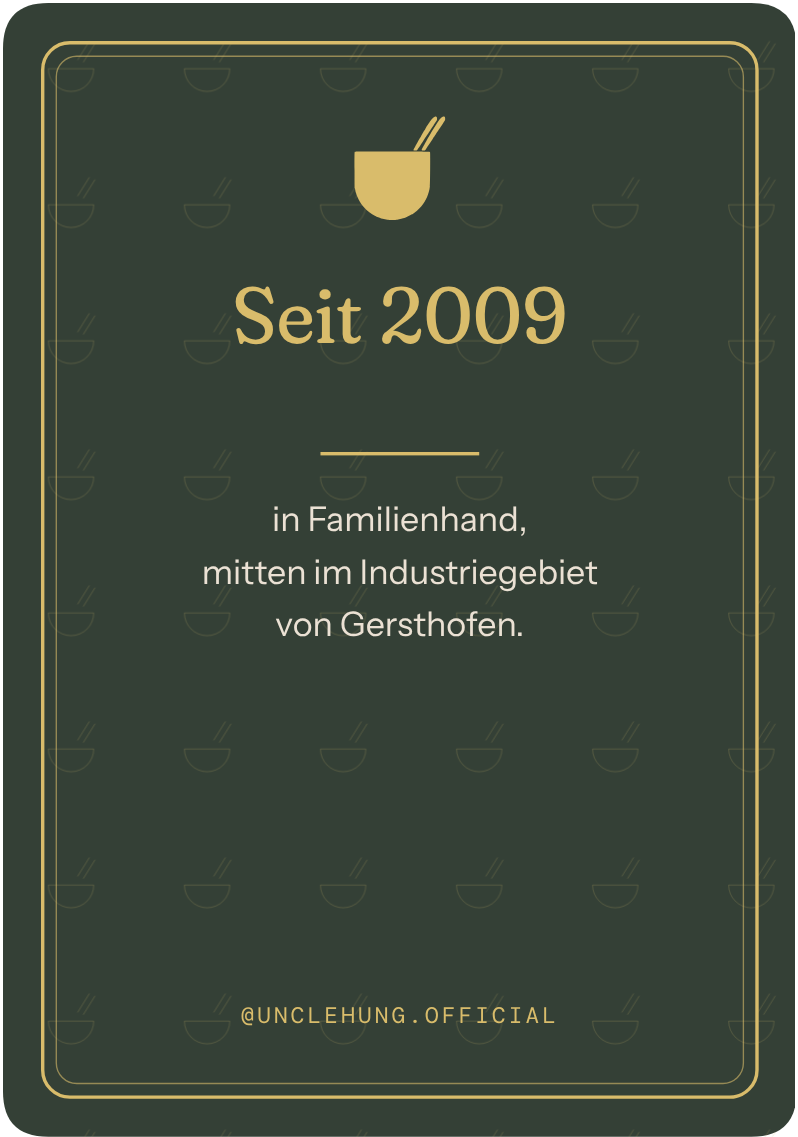 Seit 2009
in Familienhand,
mitten im Industriegebiet
von Gersthofen.
@UNCLEHUNG.OFFICIAL